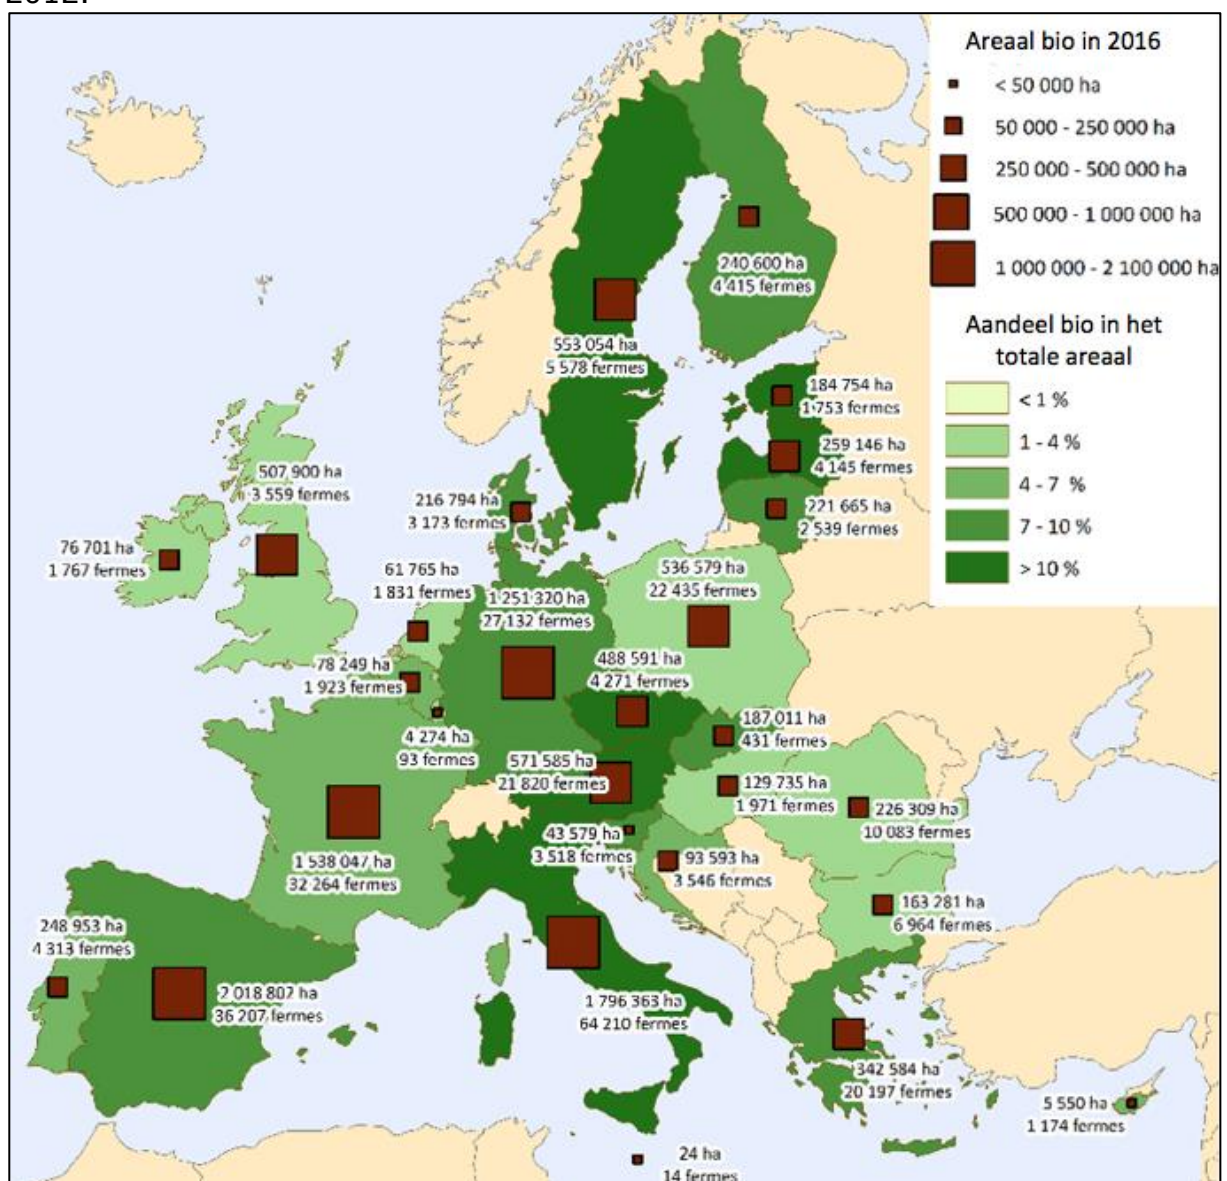 2012.
Areaal bio in 2016
< 50 000 ha
50 000 - 250 000 ha
250 000 - 500 000 ha
500 000 - 1 000 000 ha
1 000 000 - 2 100 000 ha
Aandeel bio in het
totale areaal
< 1 %
1 - 4 %
4 - 7 %
7 - 10 %
> 10 %
240 600 ha
4 415 fermes
553 054 ha
5 578 fermes
184 754 ha
1 753 fermes
259 146 ha
4 145 fermes
507 900 ha
3 559 fermes
216 794 ha
3 173 fermes
221 665 ha
2 539 fermes
76 701 ha
1 767 fermes
61 765 ha
1 831 fermes
1 251 320 ha
27 132 fermes
536 579 ha
22 435 fermes
78 249 ha
1 923 fermes
488 591 ha
4 271 fermes
4 274 ha
93 fermes
187 011 ha
431 fermes
571 585 ha
21 820 fermes
129 735 ha
1 971 fermes
226 309 ha
10 083 fermes
43 579 ha
3 518 fermes
93 593 ha
3 546 fermes
1 538 047 ha
32 264 fermes
163 281 ha
6 964 fermes
248 953 ha
4 313 fermes
2 018 802 ha
36 207 fermes
1 796 363 ha
64 210 fermes
342 584 ha
20 197 fermes
5 550 ha
1 174 fermes
24 ha
14 fermes